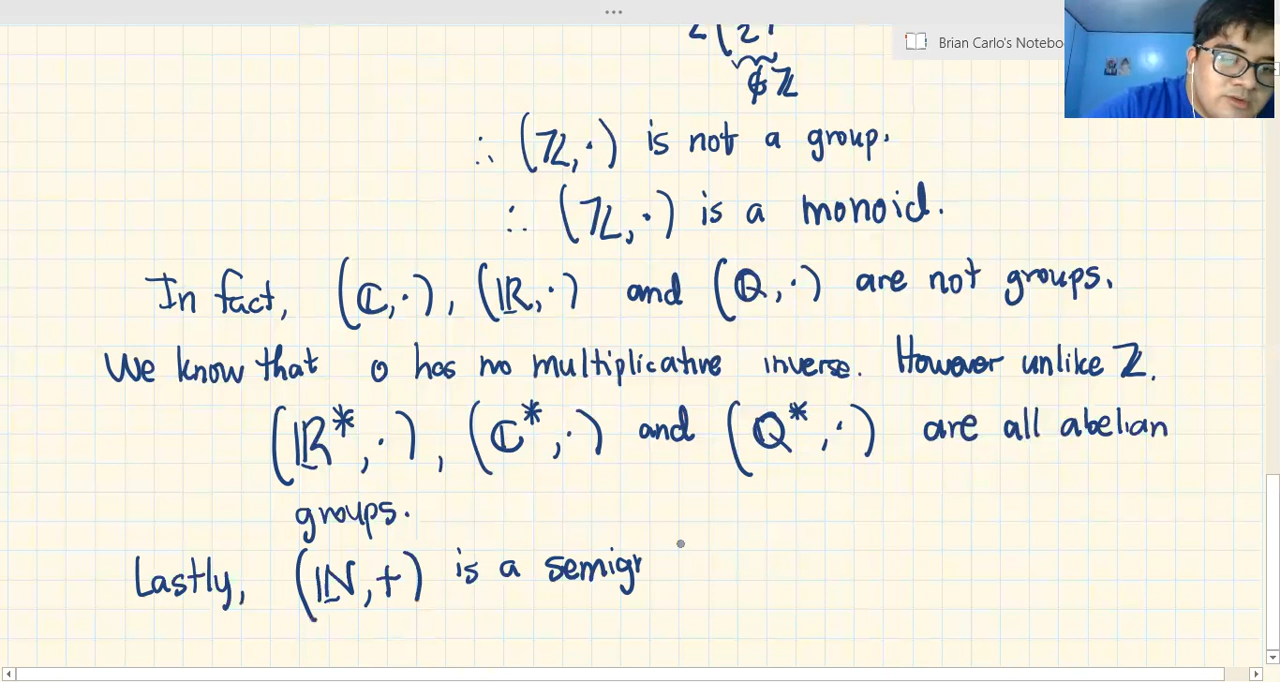 Brian Carlo's Notebo
∉ ℤ
∴ (ℤ, ·) is not a group.
∴ (ℤ, ·) is a monoid.
In fact, (ℂ, ·), (ℝ, ·) and (ℚ, ·) are not groups.
We know that 0 has no multiplicative inverse. However unlike ℤ.
(ℝ*, ·), (ℂ*, ·) and (ℚ*, ·) are all abelian
groups.
Lastly, (ℕ, +) is a semigr